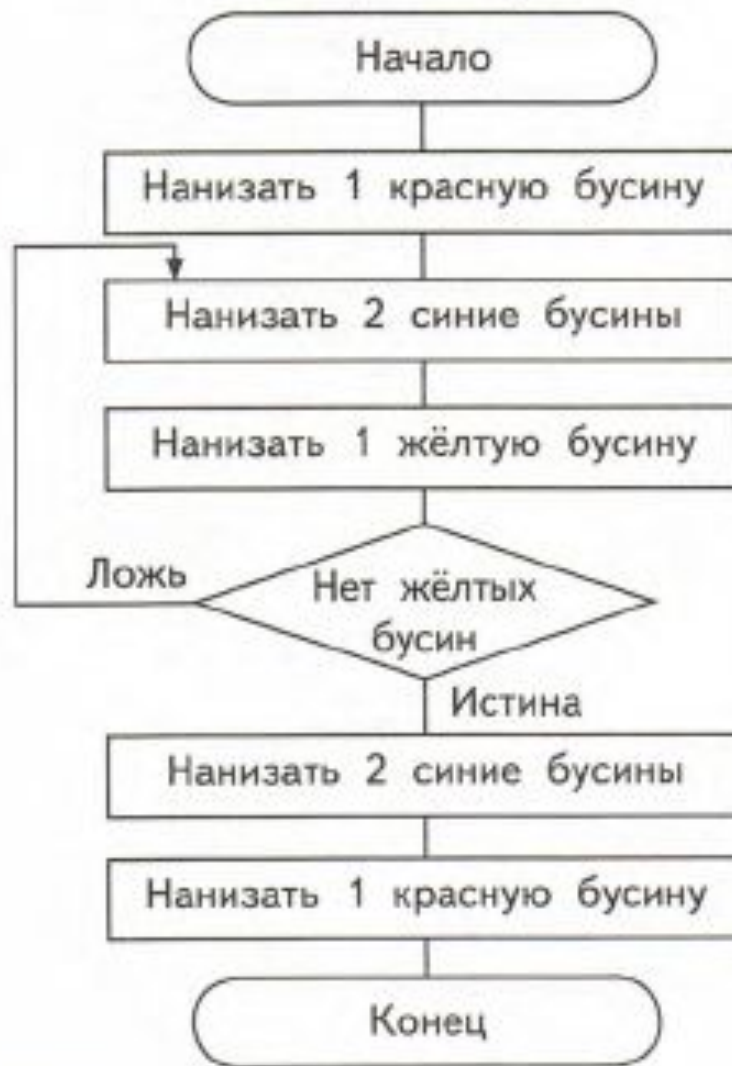 Начало
Нанизать 1 красную бусину
Нанизать 2 синие бусины
Нанизать 1 жёлтую бусину
Ложь
Нет жёлтых
бусин
Истина
Нанизать 2 синие бусины
Нанизать 1 красную бусину
Конец